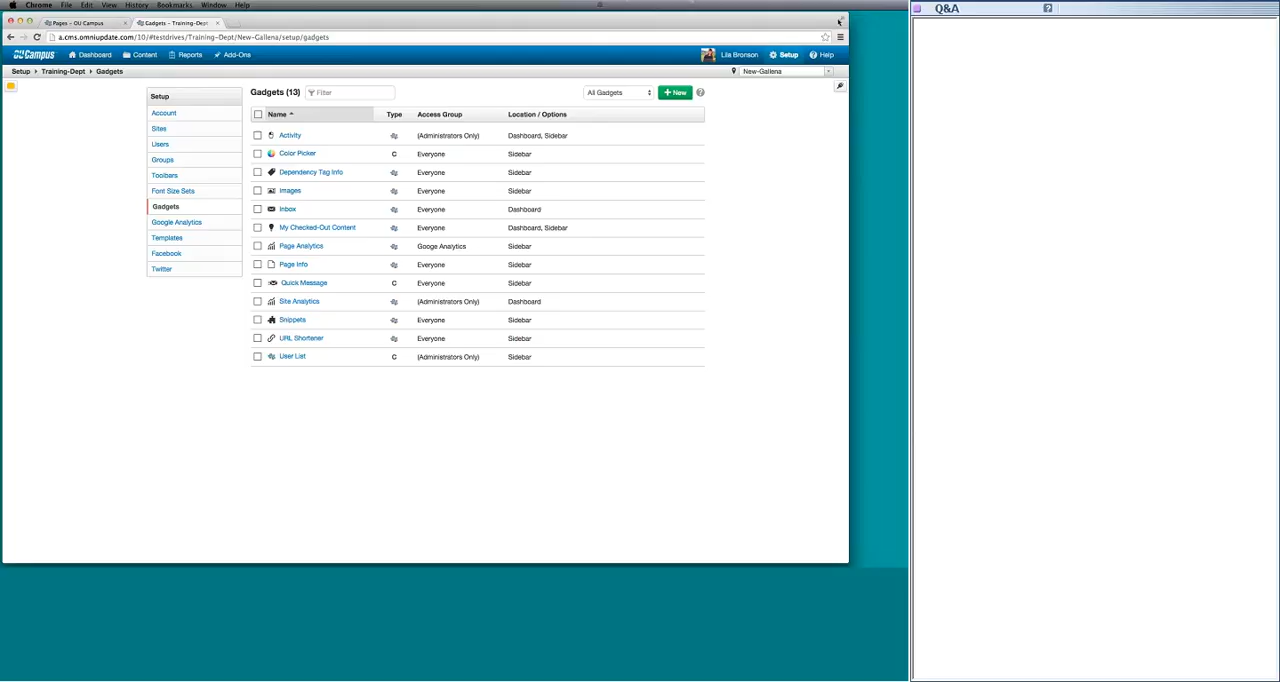 Chrome File Edit View History Bookmarks Window Help
Q&A ?
Pages – OU Campus × Gadgets – Training-Dept ×
a.cms.omniupdate.com/10/#testdrives/Training-Dept/New-Gallena/setup/gadgets
OUCampus Dashboard Content Reports Add-Ons Lila Bronson Setup Help
Setup Training-Dept Gadgets New-Gallena
Setup
Account
Sites
Users
Groups
Toolbars
Font Size Sets
Gadgets
Google Analytics
Templates
Facebook
Twitter
Gadgets (13) Filter All Gadgets + New ?
Name Type Access Group Location / Options
Activity (Administrators Only) Dashboard, Sidebar
Color Picker C Everyone Sidebar
Dependency Tag Info Everyone Sidebar
Images Everyone Sidebar
Inbox Everyone Dashboard
My Checked-Out Content Everyone Dashboard, Sidebar
Page Analytics Googe Analytics Sidebar
Page Info Everyone Sidebar
Quick Message C Everyone Sidebar
Site Analytics (Administrators Only) Dashboard
Snippets Everyone Sidebar
URL Shortener Everyone Sidebar
User List C (Administrators Only) Sidebar